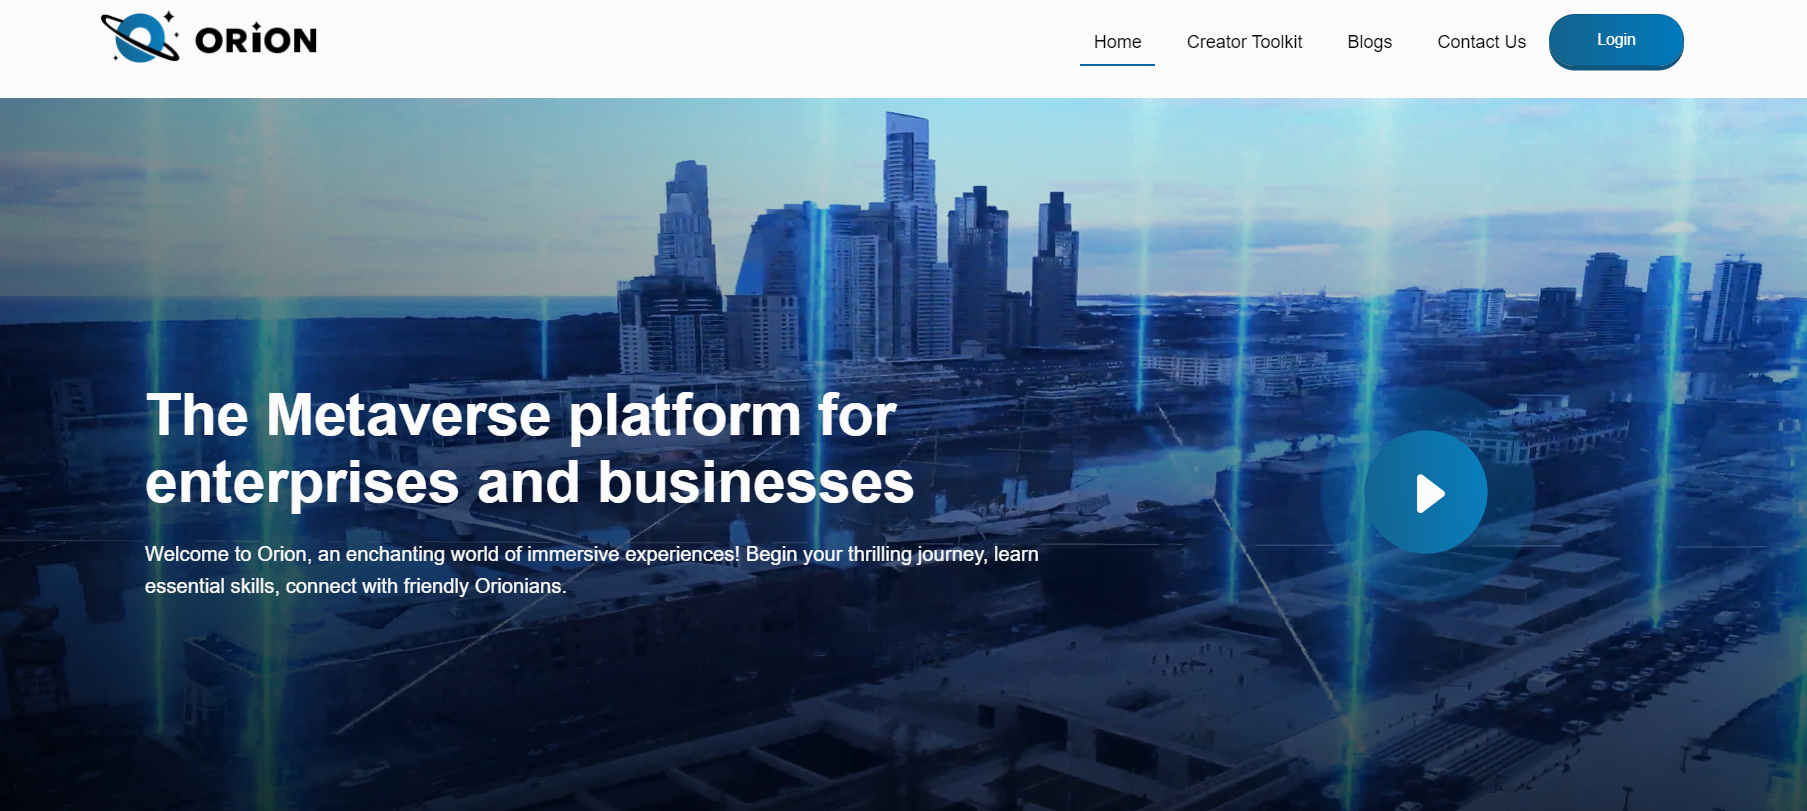 ORiON
Home
Creator Toolkit
Blogs
Contact Us
Login
The Metaverse platform for
enterprises and businesses
Welcome to Orion, an enchanting world of immersive experiences! Begin your thrilling journey, learn
essential skills, connect with friendly Orionians.